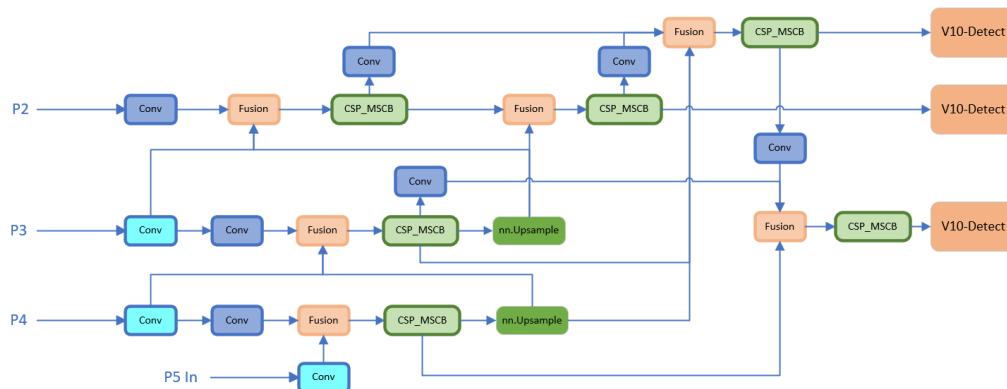 Fusion
CSP_MSCB
V10-Detect
Conv
Conv
P2
Conv
Fusion
CSP_MSCB
Fusion
CSP_MSCB
V10-Detect
Conv
Conv
P3
Conv
Conv
Fusion
CSP_MSCB
nn.Upsample
Fusion
CSP_MSCB
V10-Detect
P4
Conv
Conv
Fusion
CSP_MSCB
nn.Upsample
P5 In
Conv